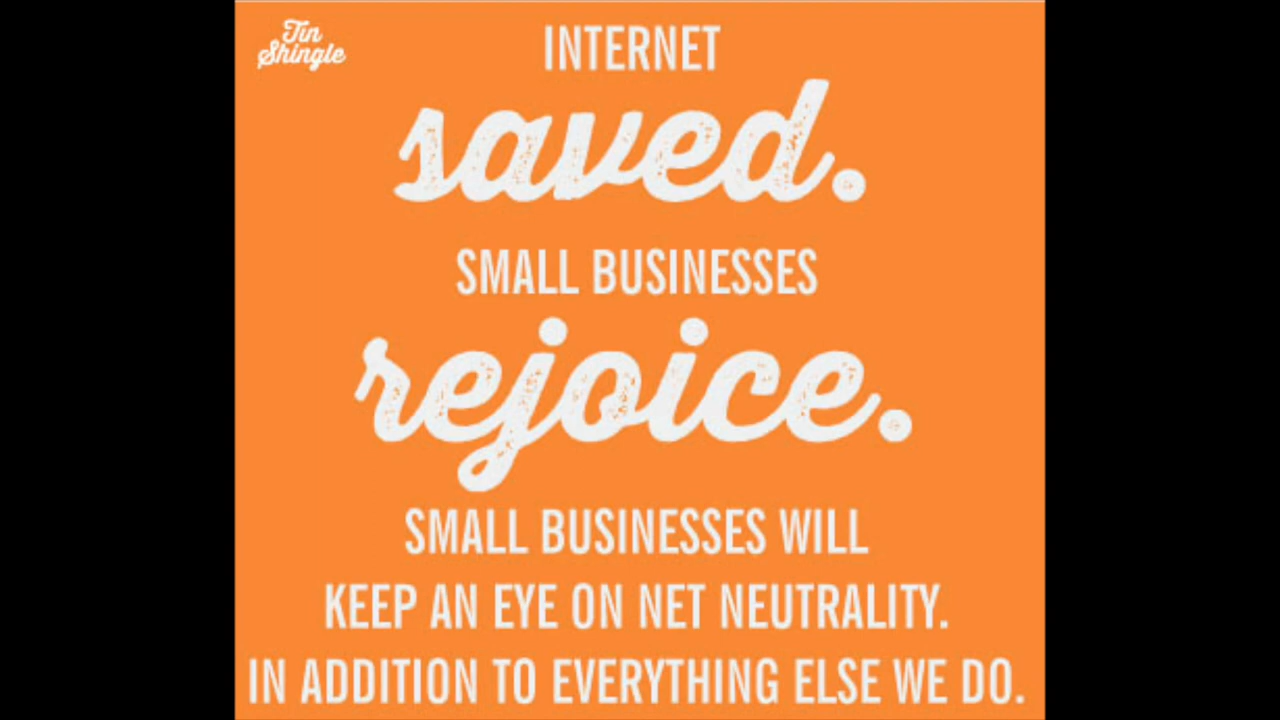 Tin
Shingle
INTERNET
saved.
SMALL BUSINESSES
rejoice.
SMALL BUSINESSES WILL
KEEP AN EYE ON NET NEUTRALITY.
IN ADDITION TO EVERYTHING ELSE WE DO.